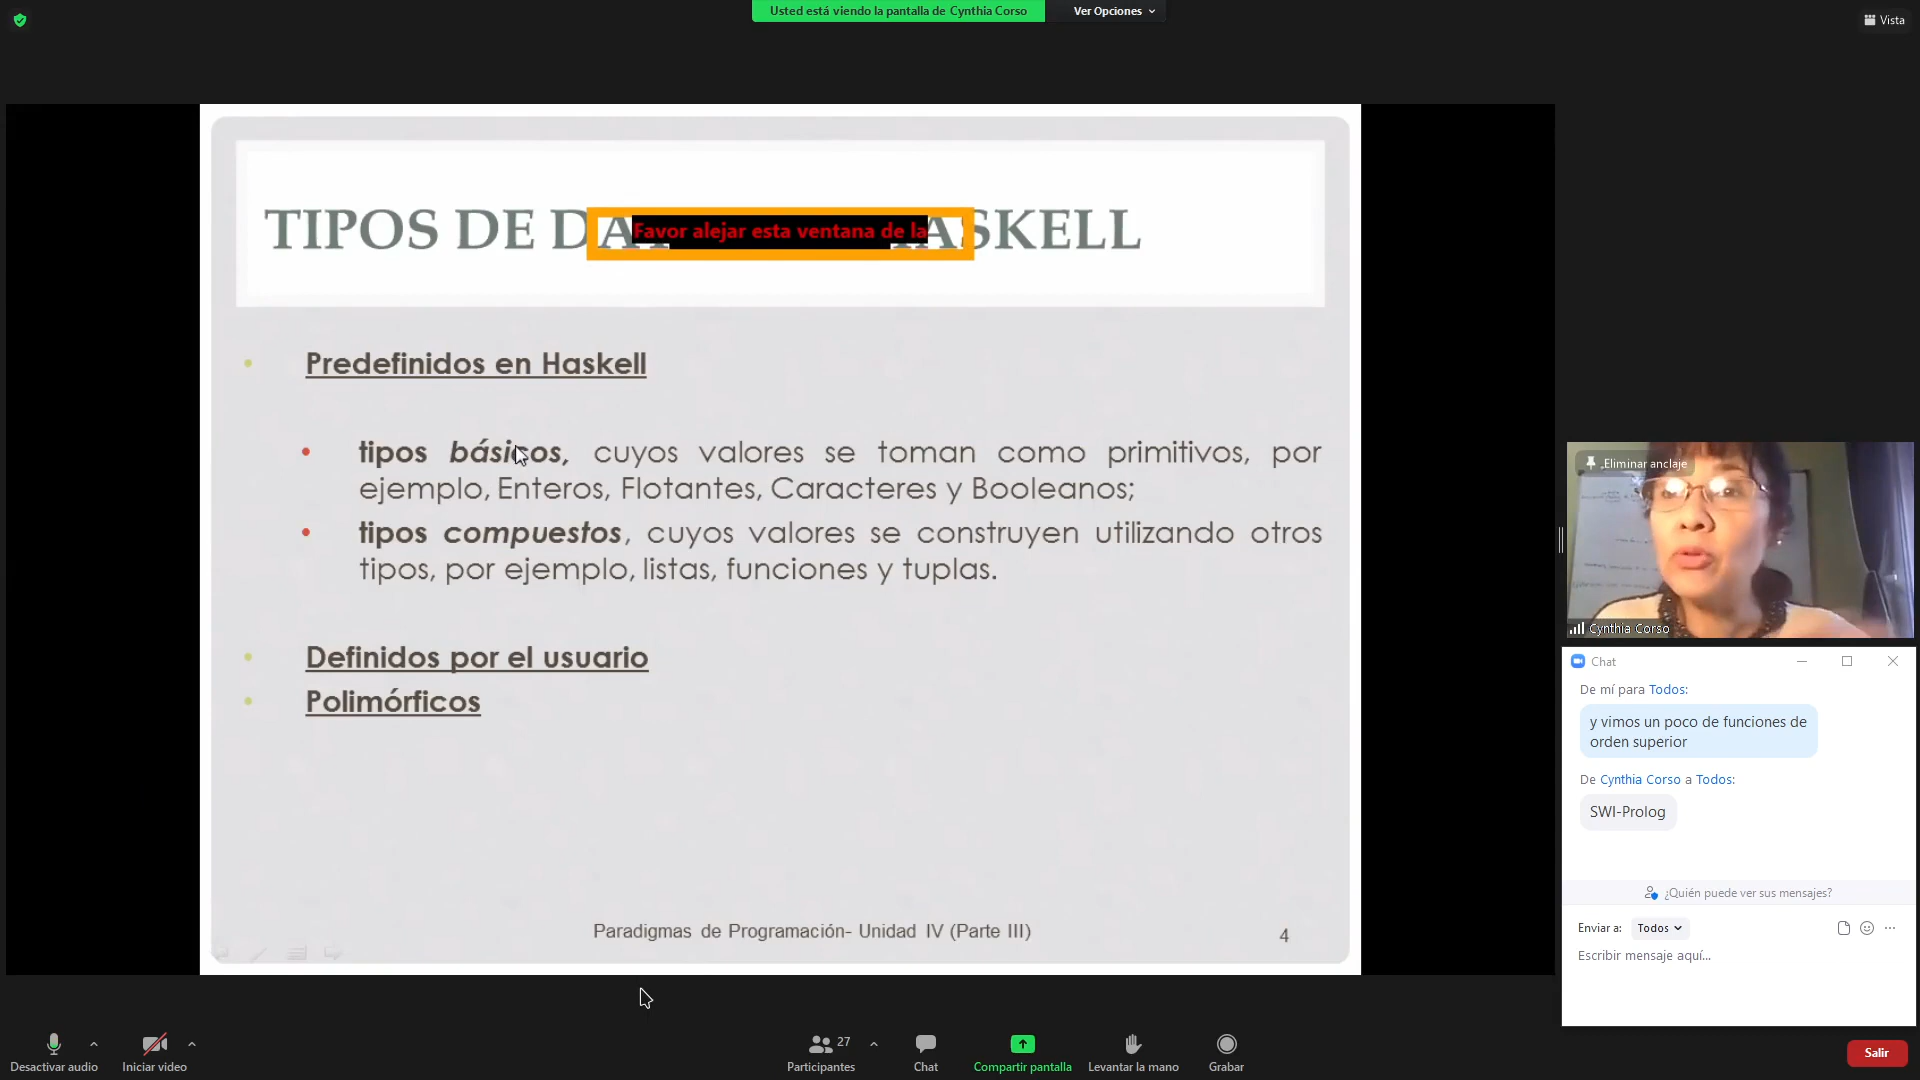 Usted está viendo la pantalla de Cynthia Corso
Ver Opciones
Vista
TIPOS DE DAT HASKELL
Favor alejar esta ventana de la
Predefinidos en Haskell
tipos básicos, cuyos valores se toman como primitivos, por
ejemplo, Enteros, Flotantes, Caracteres y Booleanos;
tipos compuestos, cuyos valores se construyen utilizando otros
tipos, por ejemplo, listas, funciones y tuplas.
Definidos por el usuario
Polimórficos
Paradigmas de Programación- Unidad IV (Parte III)
4
Eliminar anclaje
Cynthia Corso
Chat
De mí para Todos:
y vimos un poco de funciones de
orden superior
De Cynthia Corso a Todos:
SWI-Prolog
¿Quién puede ver sus mensajes?
Enviar a: Todos
Escribir mensaje aquí...
Desactivar audio
Iniciar video
27
Participantes
Chat
Compartir pantalla
Levantar la mano
Grabar
Salir